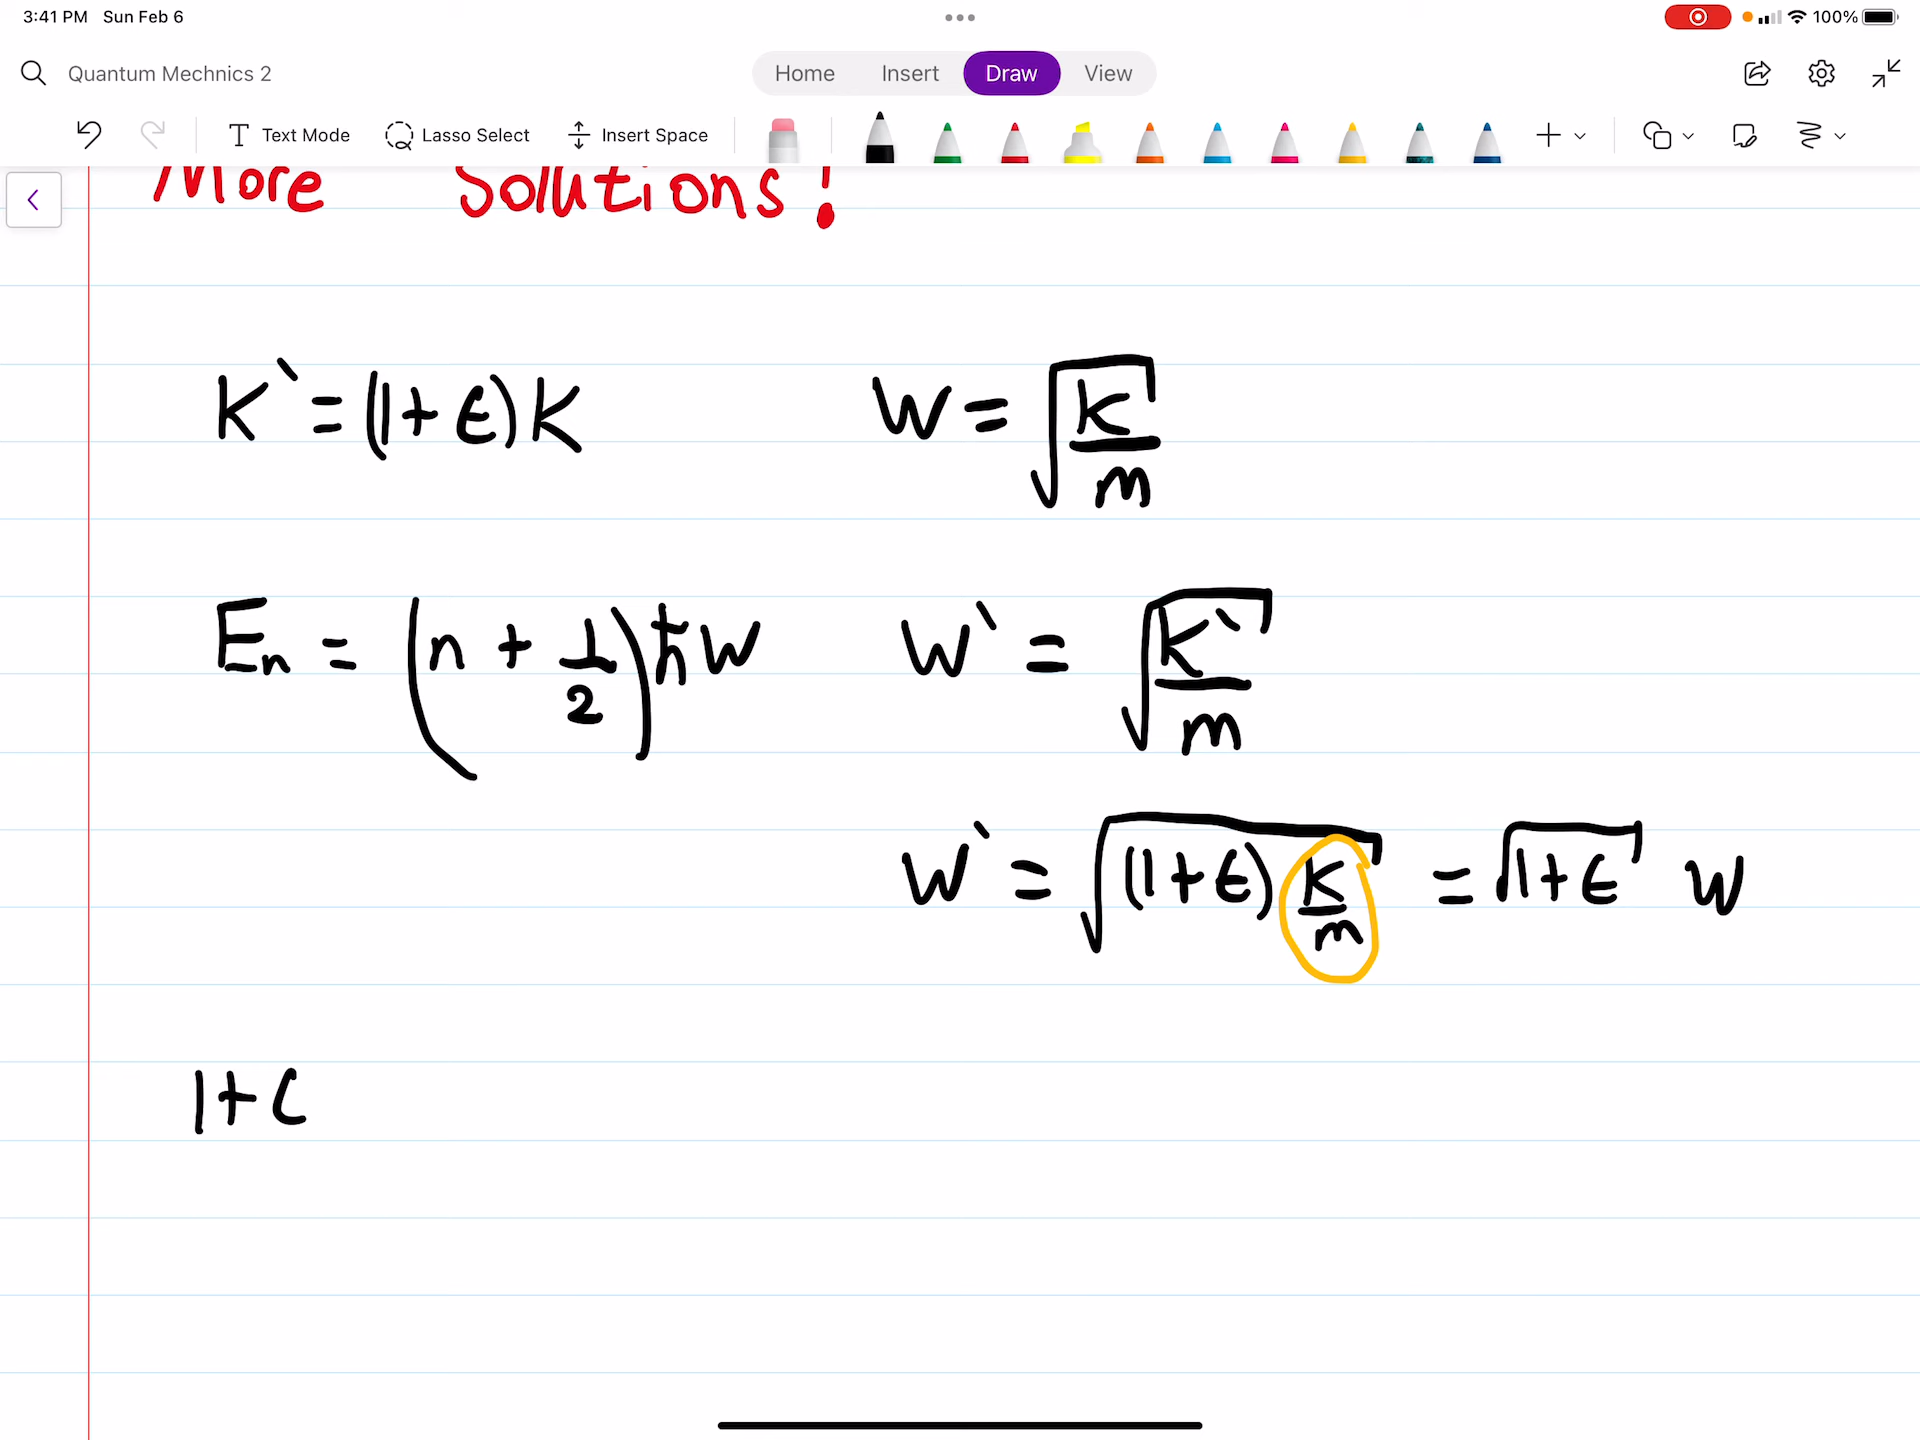 3:41 PM Sun Feb 6 100%
Quantum Mechnics 2 Home Insert Draw View
Text Mode Lasso Select Insert Space
More Solutions!
K` = (1+ϵ)K W = √(K/m)
En = (n + 1/2)ħW W` = √(K`/m)
W` = √((1+ϵ)K/m) = √(1+ϵ) W
1+C